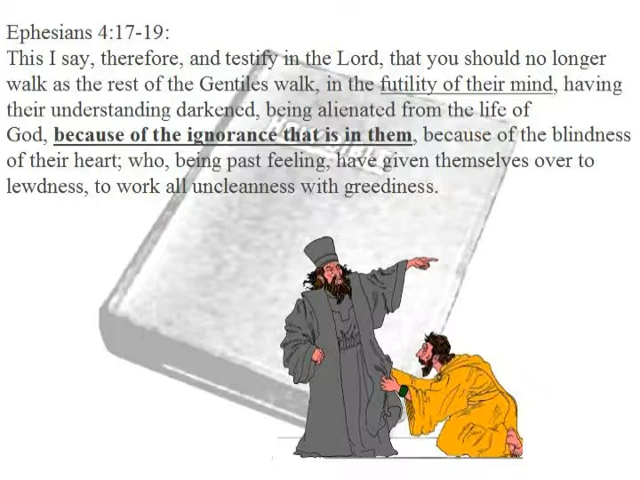 Ephesians 4:17-19:
This I say, therefore, and testify in the Lord, that you should no longer
walk as the rest of the Gentiles walk, in the futility of their mind, having
their understanding darkened, being alienated from the life of
God, because of the ignorance that is in them, because of the blindness
of their heart; who, being past feeling, have given themselves over to
lewdness, to work all uncleanness with greediness.